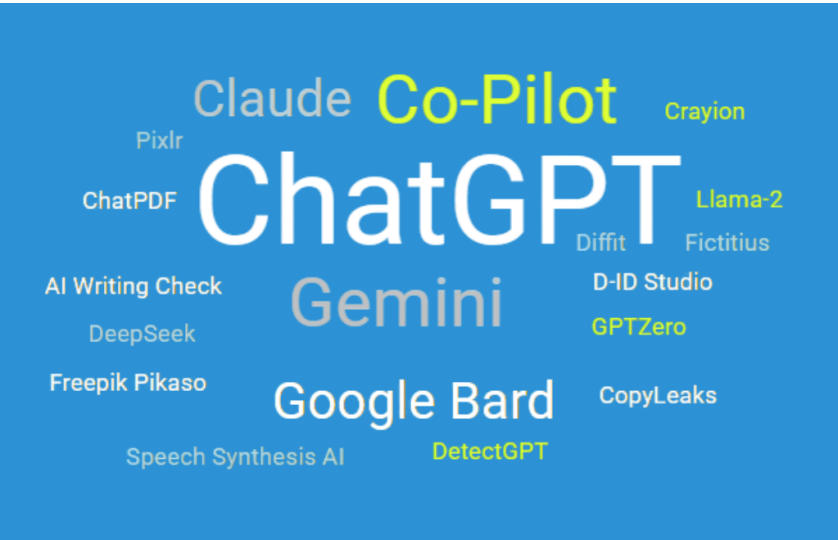 Claude
Co-Pilot
Crayion
Pixlr
ChatGPT
ChatPDF
Llama-2
Diffit
Fictitius
AI Writing Check
Gemini
D-ID Studio
DeepSeek
GPTZero
Freepik Pikaso
Google Bard
CopyLeaks
Speech Synthesis AI
DetectGPT